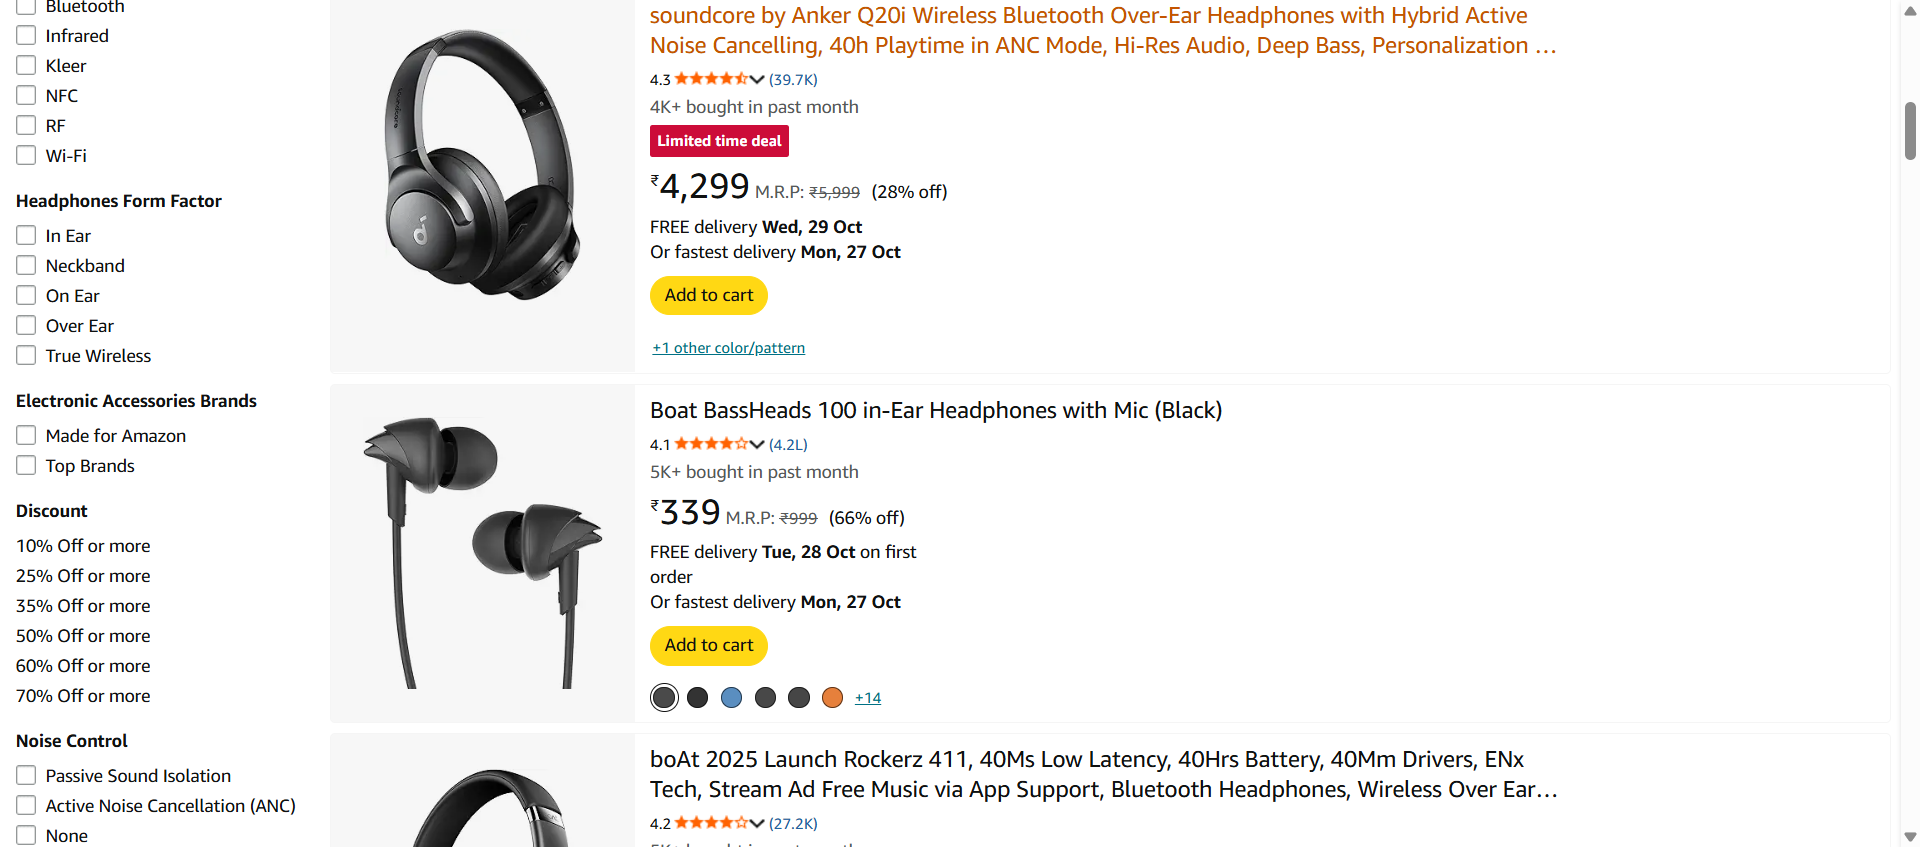 Bluetooth
Infrared
Kleer
NFC
RF
Wi-Fi
Headphones Form Factor
In Ear
Neckband
On Ear
Over Ear
True Wireless
Electronic Accessories Brands
Made for Amazon
Top Brands
Discount
10% Off or more
25% Off or more
35% Off or more
50% Off or more
60% Off or more
70% Off or more
Noise Control
Passive Sound Isolation
Active Noise Cancellation (ANC)
None
soundcore
soundcore by Anker Q20i Wireless Bluetooth Over-Ear Headphones with Hybrid Active
Noise Cancelling, 40h Playtime in ANC Mode, Hi-Res Audio, Deep Bass, Personalization …
4.3 (39.7K)
4K+ bought in past month
Limited time deal
₹4,299 M.R.P: ₹5,999 (28% off)
FREE delivery Wed, 29 Oct
Or fastest delivery Mon, 27 Oct
Add to cart
+1 other color/pattern
Boat BassHeads 100 in-Ear Headphones with Mic (Black)
4.1 (4.2L)
5K+ bought in past month
₹339 M.R.P: ₹999 (66% off)
FREE delivery Tue, 28 Oct on first
order
Or fastest delivery Mon, 27 Oct
Add to cart
+14
boAt 2025 Launch Rockerz 411, 40Ms Low Latency, 40Hrs Battery, 40Mm Drivers, ENx
Tech, Stream Ad Free Music via App Support, Bluetooth Headphones, Wireless Over Ear…
4.2 (27.2K)